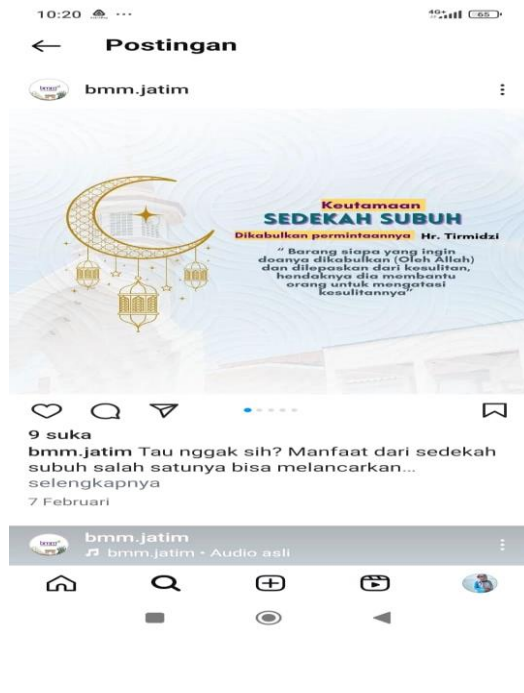 10:20
4G+ 65
Postingan
bmm.jatim
Keutamaan
SEDEKAH SUBUH
Dikabulkan permintaannya Hr. Tirmidzi
“ Barang siapa yang ingin
doanya dikabulkan (Oleh Allah)
dan dilepaskan dari kesulitan,
hendaknya dia membantu
orang untuk mengatasi
kesulitannya”
9 suka
bmm.jatim Tau nggak sih? Manfaat dari sedekah
subuh salah satunya bisa melancarkan...
selengkapnya
7 Februari
bmm.jatim
bmm.jatim • Audio asli